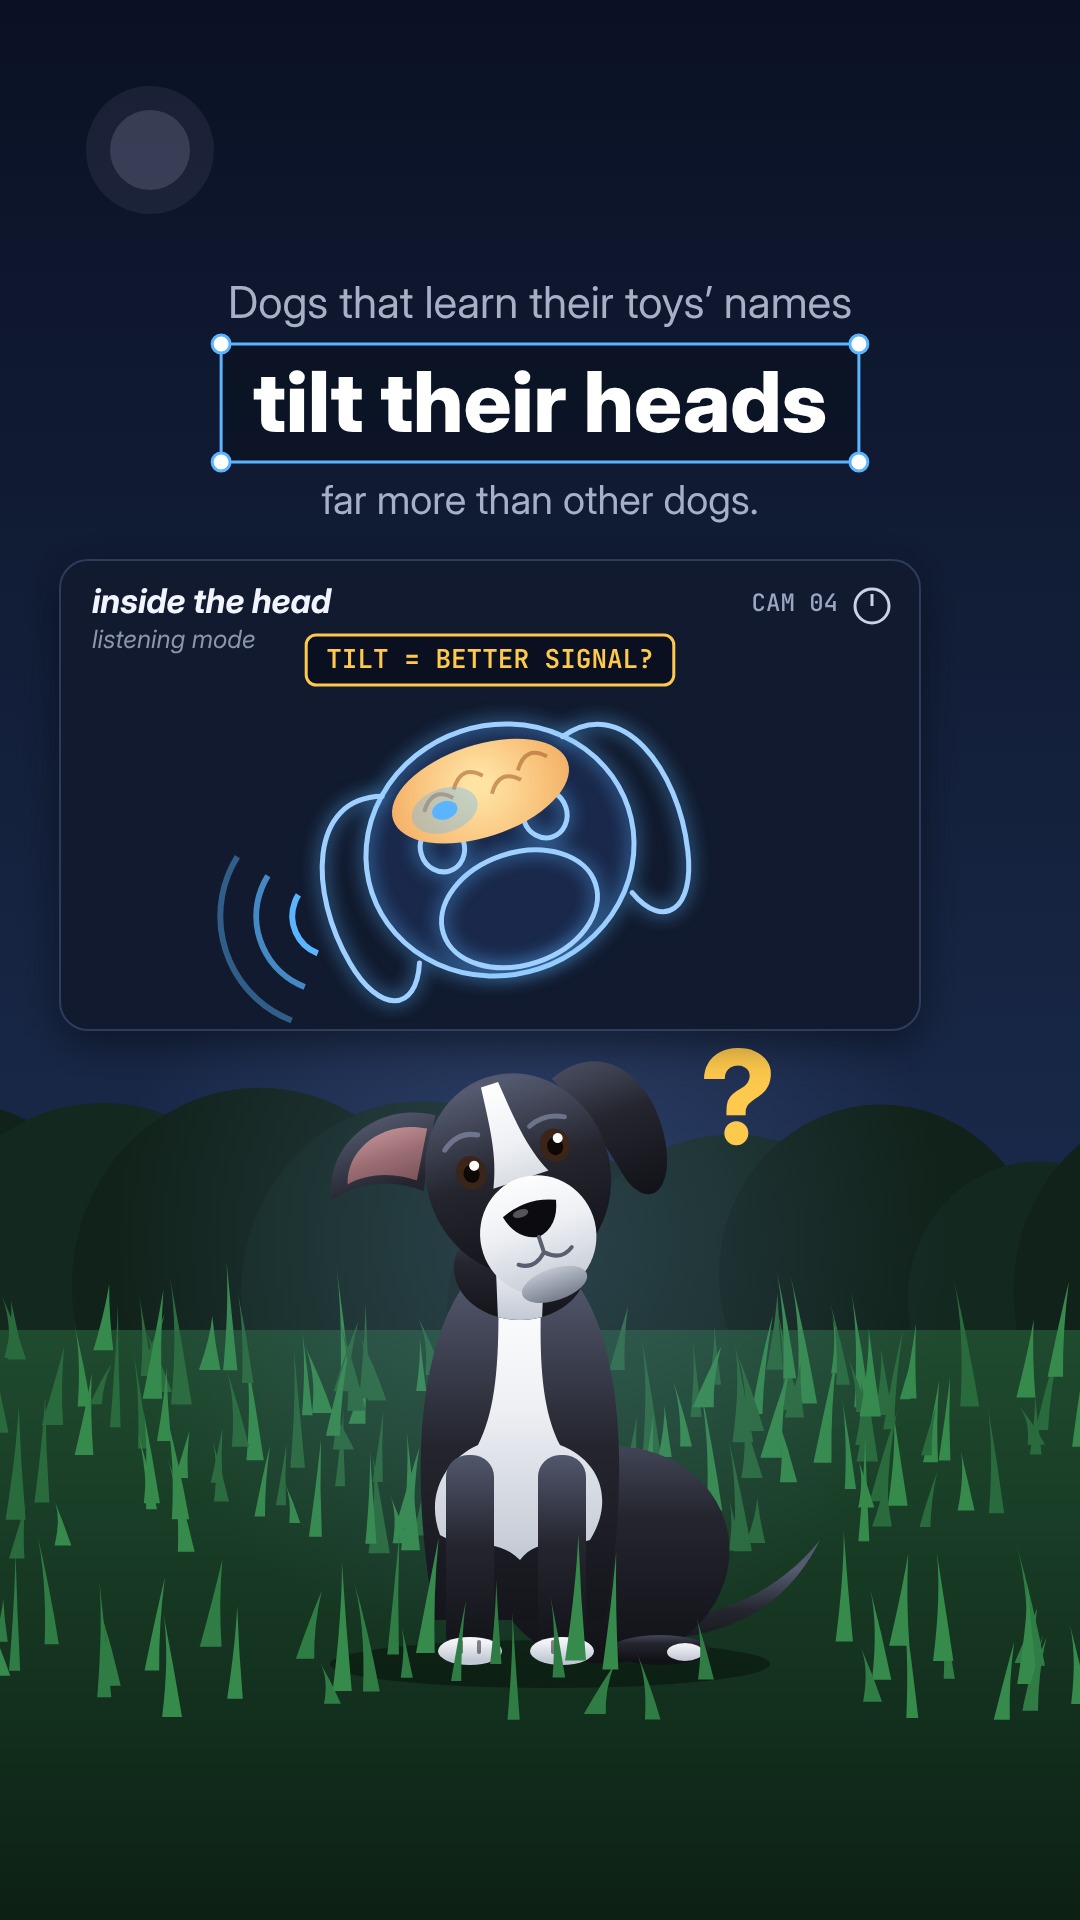 Dogs that learn their toys’ names
tilt their heads
far more than other dogs.
inside the head
CAM 04
listening mode
TILT = BETTER SIGNAL?
?